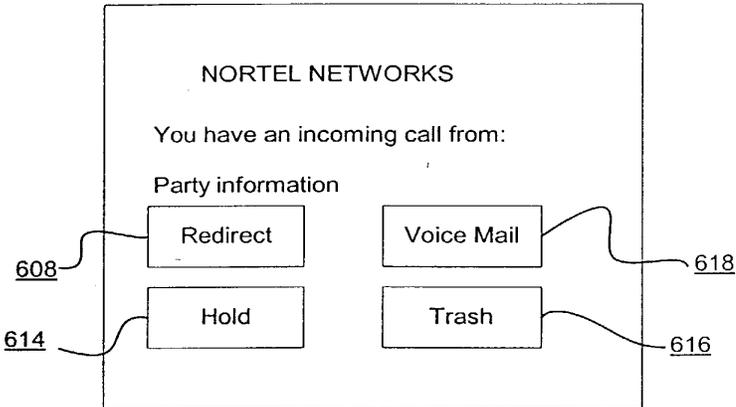 NORTEL NETWORKS
You have an incoming call from:
Party information
Redirect
Voice Mail
608
618
Hold
Trash
614
616